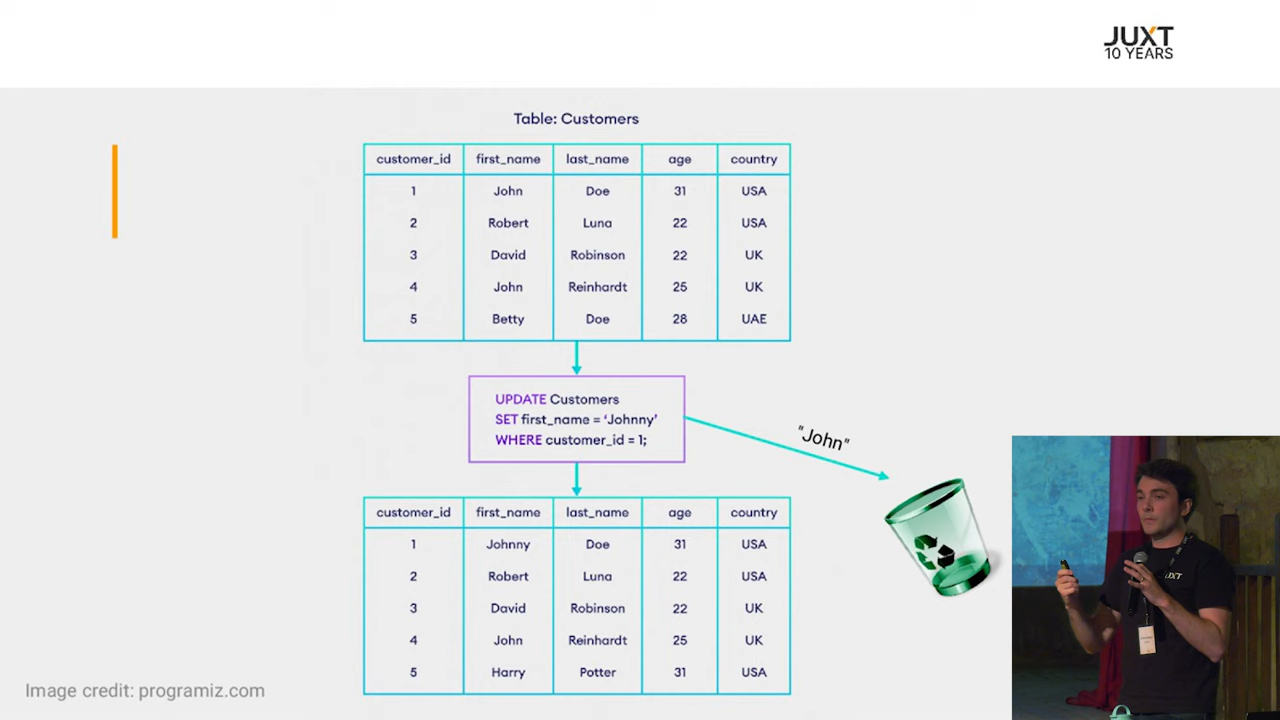 JUXT
10 YEARS
Table: Customers
customer_id first_name last_name age country
1 John Doe 31 USA
2 Robert Luna 22 USA
3 David Robinson 22 UK
4 John Reinhardt 25 UK
5 Betty Doe 28 UAE
UPDATE Customers
SET first_name = ‘Johnny’
WHERE customer_id = 1;
"John"
customer_id first_name last_name age country
1 Johnny Doe 31 USA
2 Robert Luna 22 USA
3 David Robinson 22 UK
4 John Reinhardt 25 UK
5 Harry Potter 31 USA
JUXT
Image credit: programiz.com